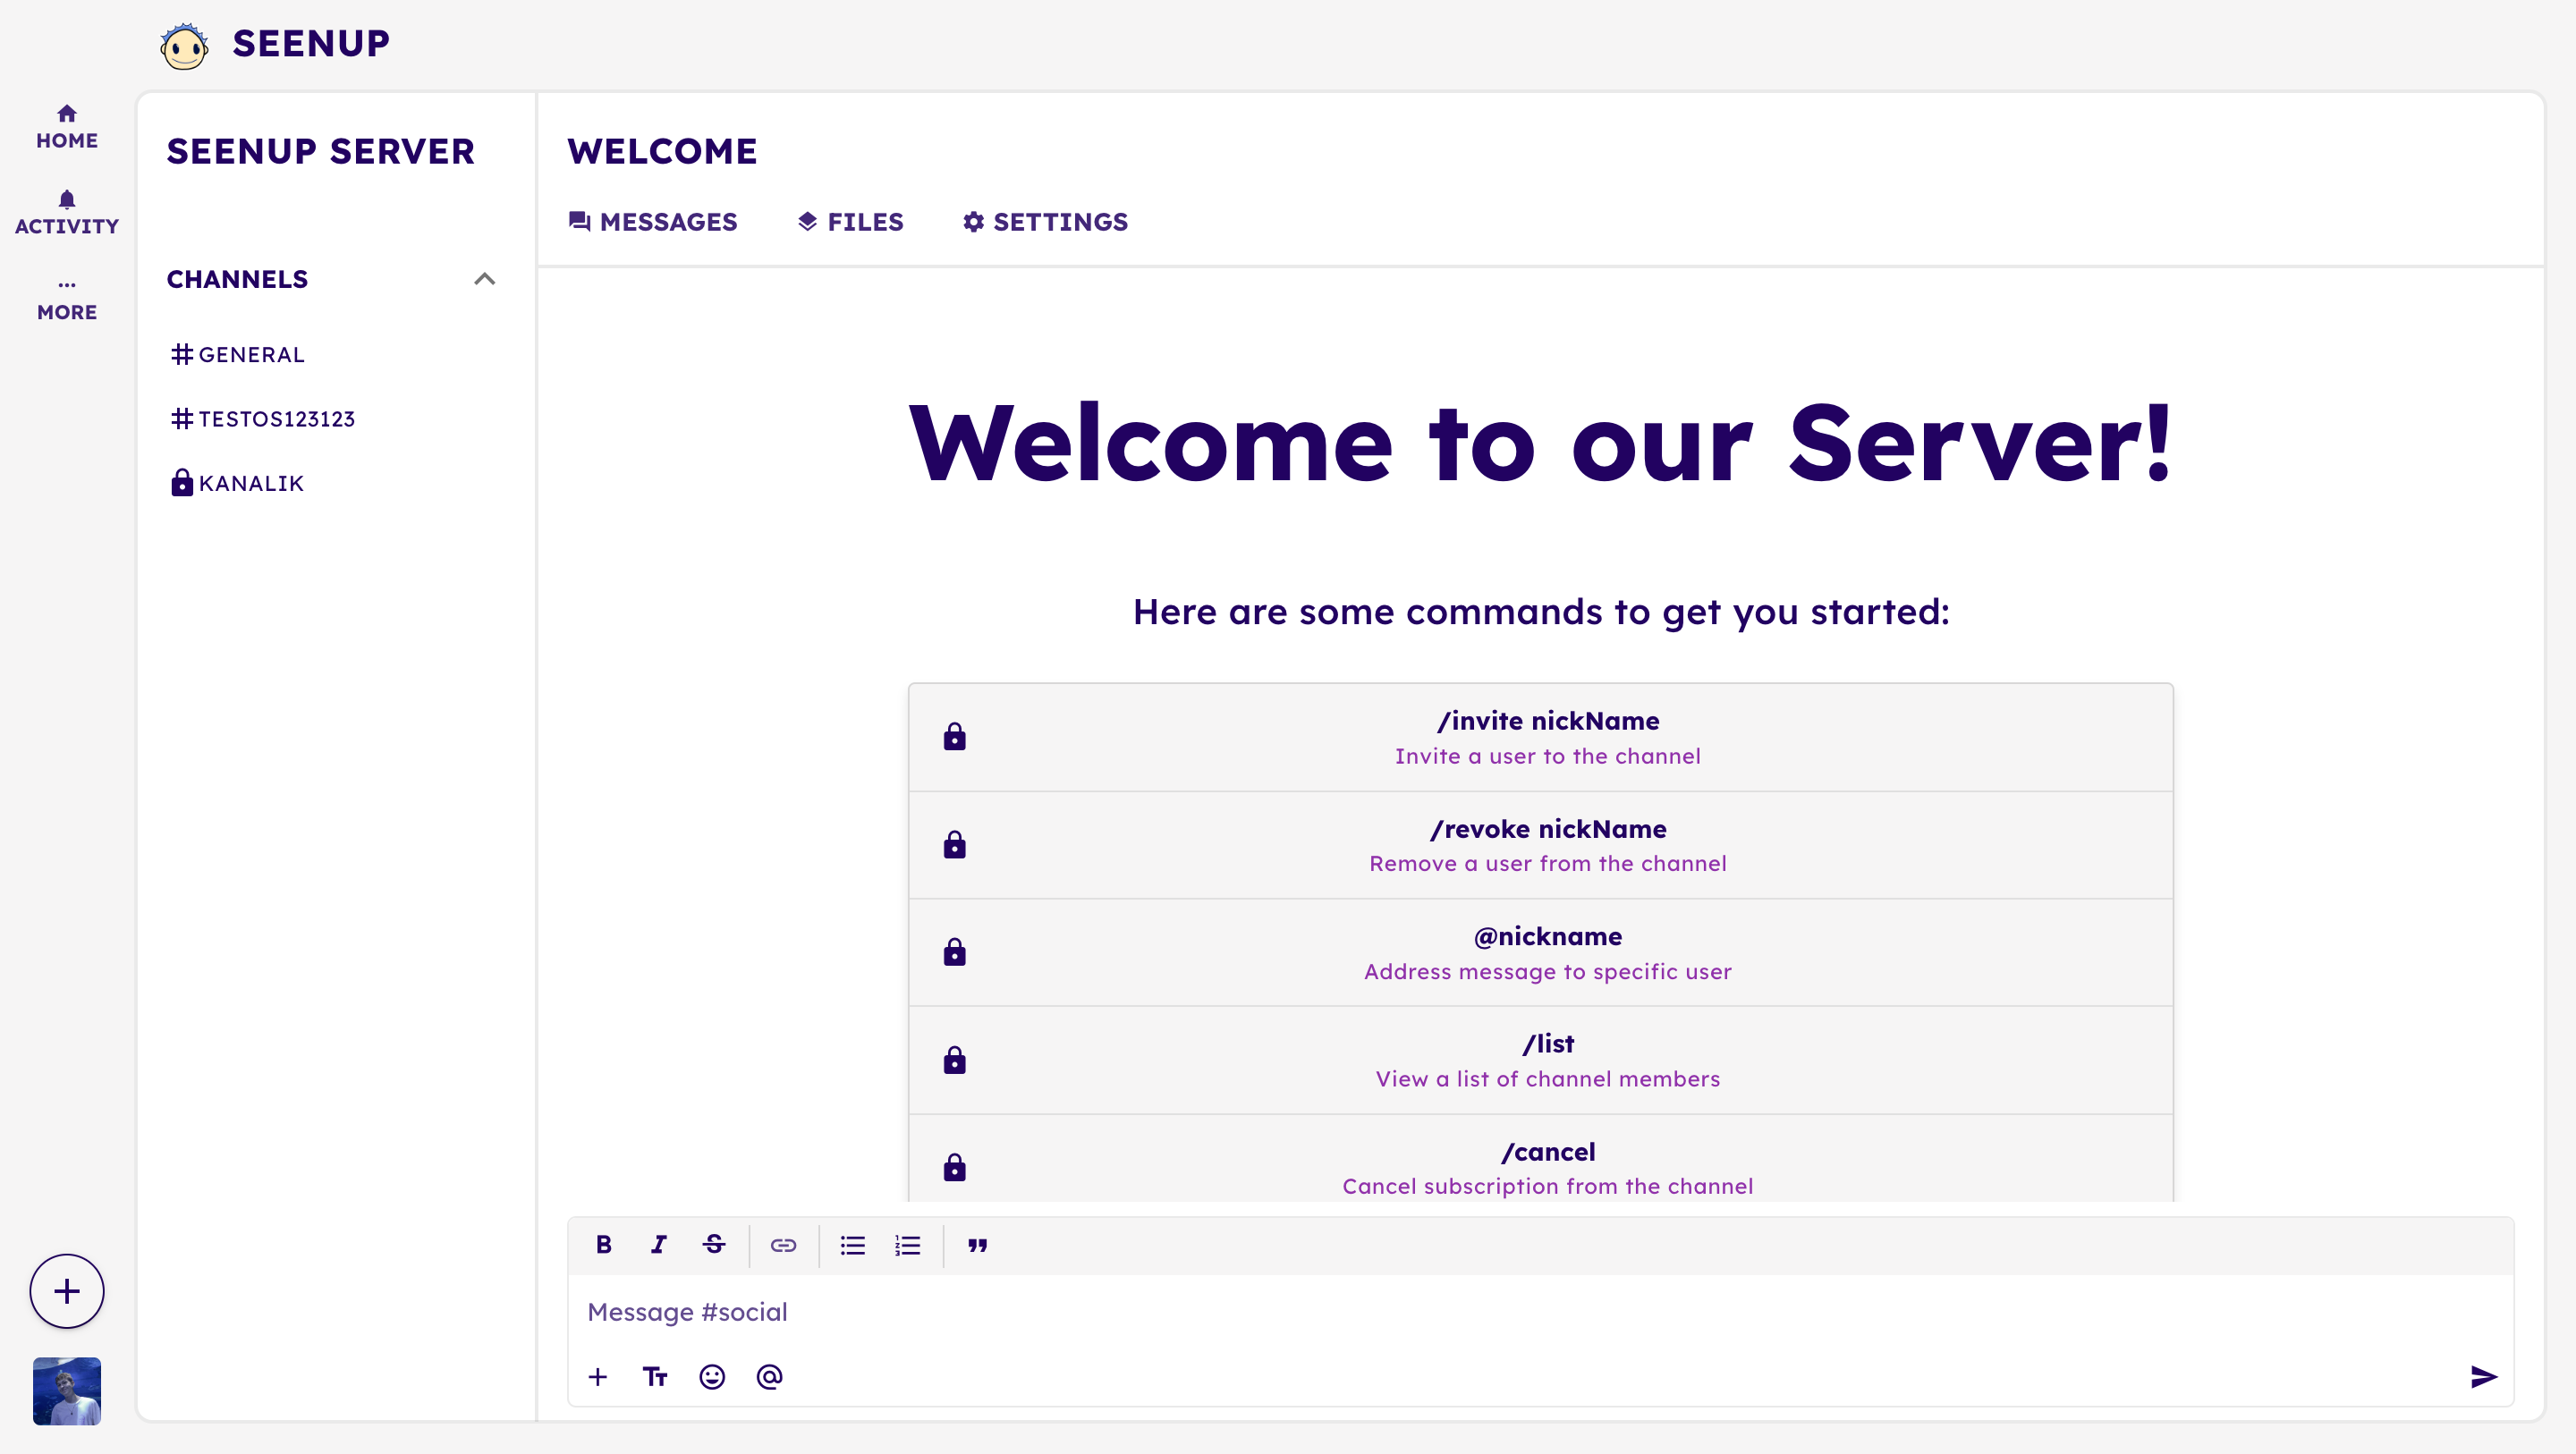 SEENUP
HOME
ACTIVITY
MORE
SEENUP SERVER
CHANNELS
GENERAL
TESTOS123123
KANALIK
WELCOME
MESSAGES FILES SETTINGS
Welcome to our Server!
Here are some commands to get you started:
/invite nickName
Invite a user to the channel
/revoke nickName
Remove a user from the channel
@nickname
Address message to specific user
/list
View a list of channel members
/cancel
Cancel subscription from the channel
Message #social